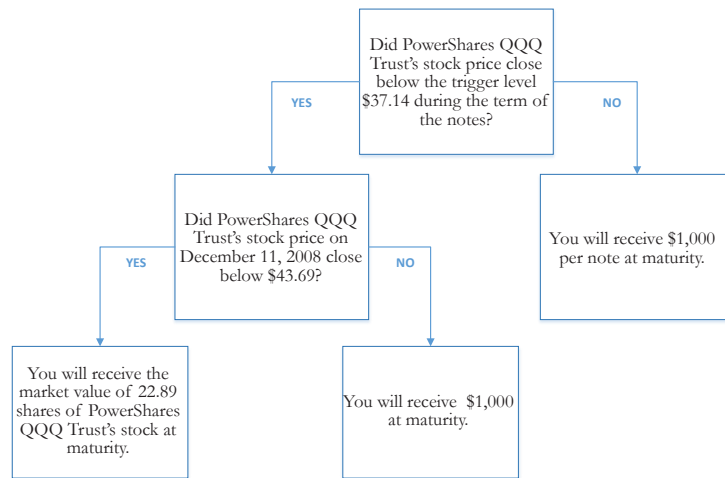 Did PowerShares QQQ
Trust's stock price close
below the trigger level
$37.14 during the term of
the notes?
YES
NO
Did PowerShares QQQ
Trust's stock price on
December 11, 2008 close
below $43.69?
You will receive $1,000
per note at maturity.
YES
NO
You will receive the
market value of 22.89
shares of PowerShares
QQQ Trust's stock at
maturity.
You will receive $1,000
at maturity.